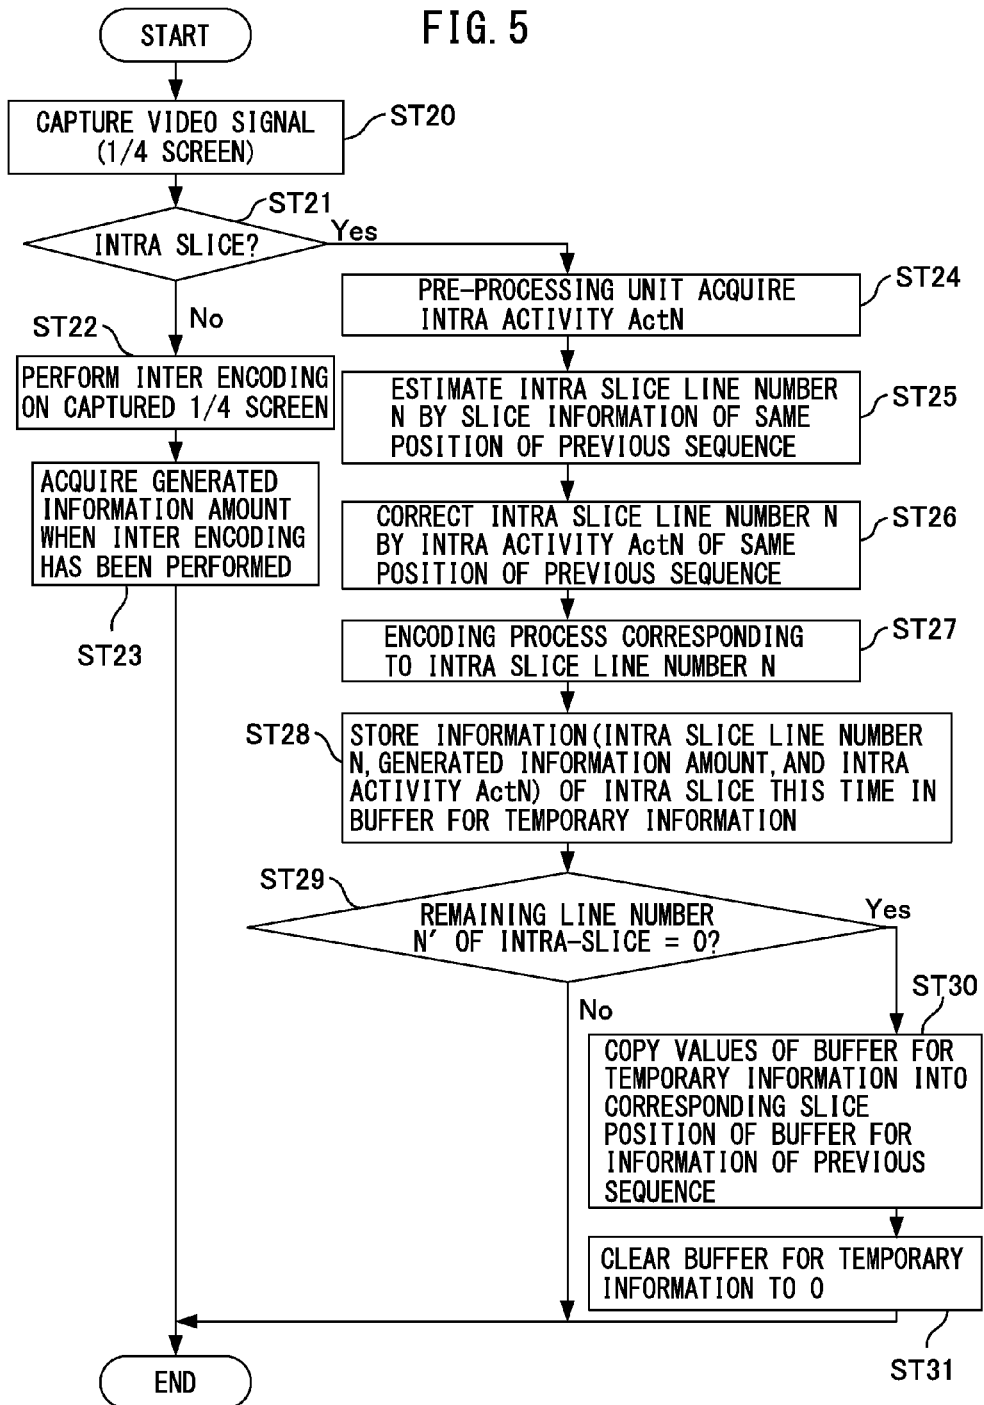 FIG. 5
START
CAPTURE VIDEO SIGNAL
(1/4 SCREEN)
ST20
INTRA SLICE?
ST21
Yes
No
ST22
PERFORM INTER ENCODING
ON CAPTURED 1/4 SCREEN
ACQUIRE GENERATED
INFORMATION AMOUNT
WHEN INTER ENCODING
HAS BEEN PERFORMED
ST23
PRE-PROCESSING UNIT ACQUIRE
INTRA ACTIVITY ActN
ST24
ESTIMATE INTRA SLICE LINE NUMBER
N BY SLICE INFORMATION OF SAME
POSITION OF PREVIOUS SEQUENCE
ST25
CORRECT INTRA SLICE LINE NUMBER N
BY INTRA ACTIVITY ActN OF SAME
POSITION OF PREVIOUS SEQUENCE
ST26
ENCODING PROCESS CORRESPONDING
TO INTRA SLICE LINE NUMBER N
ST27
ST28
STORE INFORMATION(INTRA SLICE LINE NUMBER
N, GENERATED INFORMATION AMOUNT, AND INTRA
ACTIVITY ActN) OF INTRA SLICE THIS TIME IN
BUFFER FOR TEMPORARY INFORMATION
ST29
REMAINING LINE NUMBER
N' OF INTRA-SLICE = 0?
Yes
No
ST30
COPY VALUES OF BUFFER FOR
TEMPORARY INFORMATION INTO
CORRESPONDING SLICE
POSITION OF BUFFER FOR
INFORMATION OF PREVIOUS
SEQUENCE
CLEAR BUFFER FOR TEMPORARY
INFORMATION TO 0
ST31
END